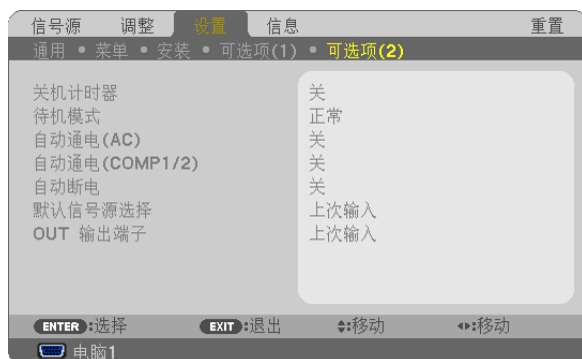 信号源 调整 设置 信息 重置
通用 • 菜单 • 安装 • 可选项(1) • 可选项(2)
关机计时器 关
待机模式 正常
自动通电(AC) 关
自动通电(COMP1/2) 关
自动断电 关
默认信号源选择 上次输入
OUT 输出端子 上次输入
ENTER:选择 EXIT:退出 :移动 :移动
电脑1